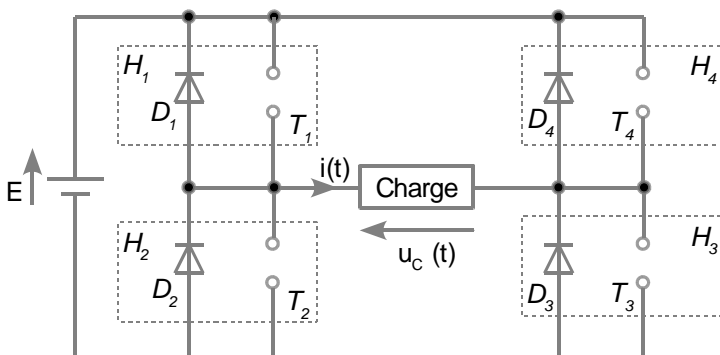 H1
D1
T1
H4
D4
T4
i(t)
Charge
E
uC (t)
H2
D2
T2
H3
D3
T3